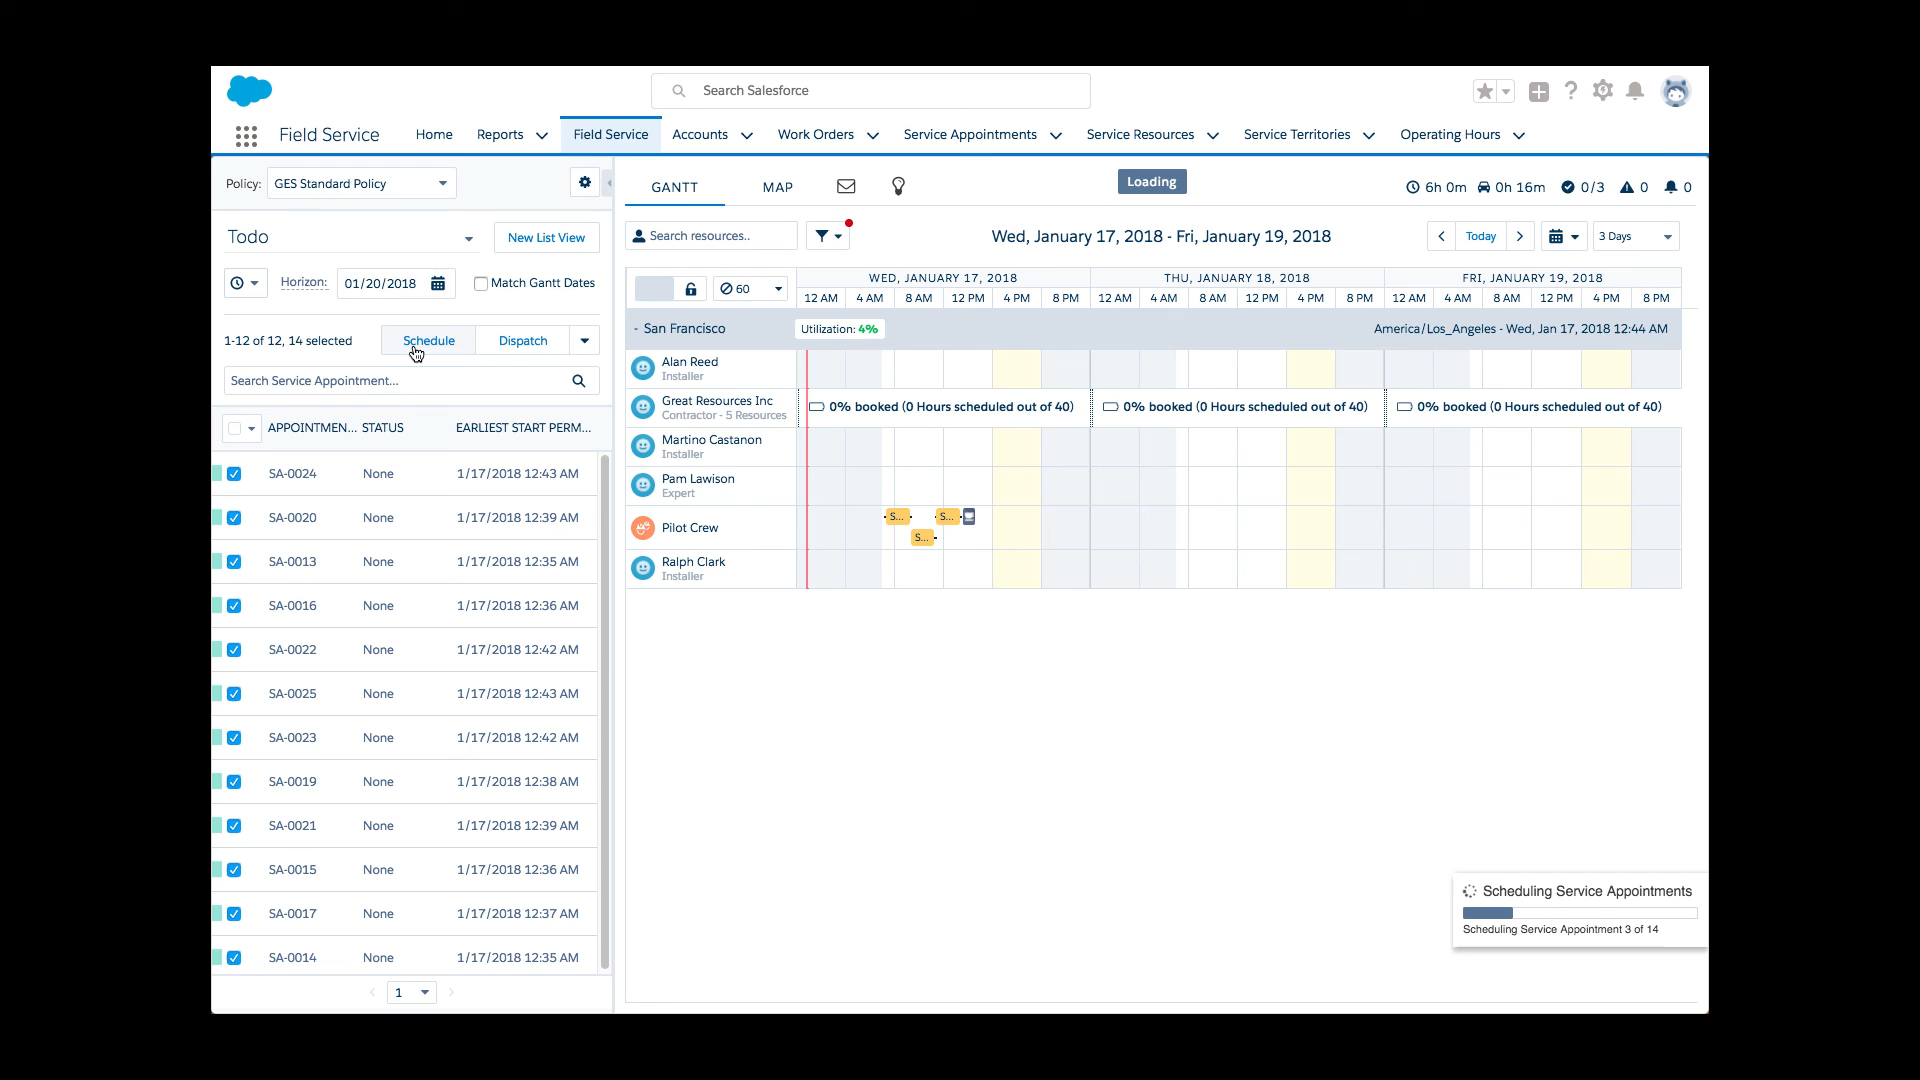 Search Salesforce
Field Service
Home
Reports
Field Service
Accounts
Work Orders
Service Appointments
Service Resources
Service Territories
Operating Hours
Policy:
GES Standard Policy
Todo
New List View
Horizon:
01/20/2018
Match Gantt Dates
1-12 of 12, 14 selected
Schedule
Dispatch
Search Service Appointment...
APPOINTMEN... STATUS EARLIEST START PERM...
SA-0024 None 1/17/2018 12:43 AM
SA-0020 None 1/17/2018 12:39 AM
SA-0013 None 1/17/2018 12:35 AM
SA-0016 None 1/17/2018 12:36 AM
SA-0022 None 1/17/2018 12:42 AM
SA-0025 None 1/17/2018 12:43 AM
SA-0023 None 1/17/2018 12:42 AM
SA-0019 None 1/17/2018 12:38 AM
SA-0021 None 1/17/2018 12:39 AM
SA-0015 None 1/17/2018 12:36 AM
SA-0017 None 1/17/2018 12:37 AM
SA-0014 None 1/17/2018 12:35 AM
1
GANTT
MAP
Loading
6h 0m 0h 16m 0/3 0 0
Search resources..
Wed, January 17, 2018 - Fri, January 19, 2018
Today
3 Days
60
WED, JANUARY 17, 2018 THU, JANUARY 18, 2018 FRI, JANUARY 19, 2018
12 AM 4 AM 8 AM 12 PM 4 PM 8 PM 12 AM 4 AM 8 AM 12 PM 4 PM 8 PM 12 AM 4 AM 8 AM 12 PM 4 PM 8 PM
- San Francisco
Utilization: 4%
America/Los_Angeles - Wed, Jan 17, 2018 12:44 AM
Alan Reed
Installer
Great Resources Inc
Contractor - 5 Resources
0% booked (0 Hours scheduled out of 40)
0% booked (0 Hours scheduled out of 40)
0% booked (0 Hours scheduled out of 40)
Martino Castanon
Installer
Pam Lawison
Expert
Pilot Crew
S...
S...
S...
Ralph Clark
Installer
Scheduling Service Appointments
Scheduling Service Appointment 3 of 14